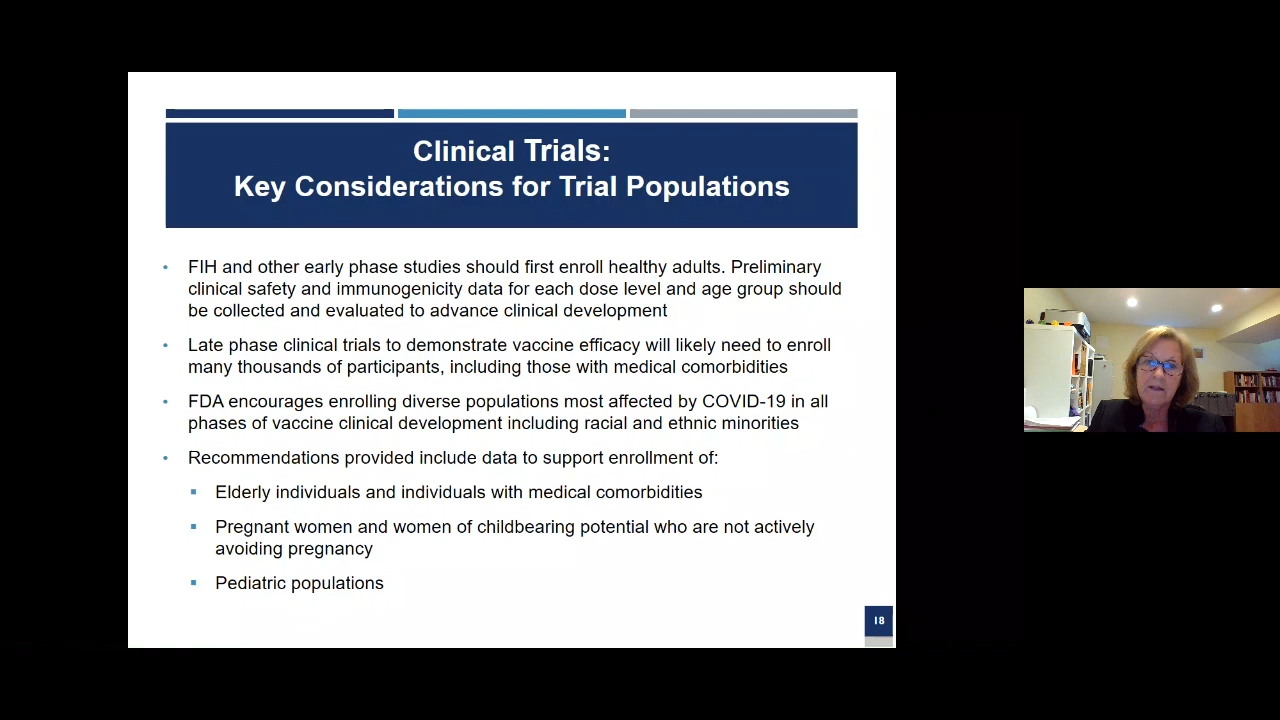 Clinical Trials:
Key Considerations for Trial Populations
• FIH and other early phase studies should first enroll healthy adults. Preliminary
clinical safety and immunogenicity data for each dose level and age group should
be collected and evaluated to advance clinical development
• Late phase clinical trials to demonstrate vaccine efficacy will likely need to enroll
many thousands of participants, including those with medical comorbidities
• FDA encourages enrolling diverse populations most affected by COVID-19 in all
phases of vaccine clinical development including racial and ethnic minorities
• Recommendations provided include data to support enrollment of:
▪ Elderly individuals and individuals with medical comorbidities
▪ Pregnant women and women of childbearing potential who are not actively
avoiding pregnancy
▪ Pediatric populations
18